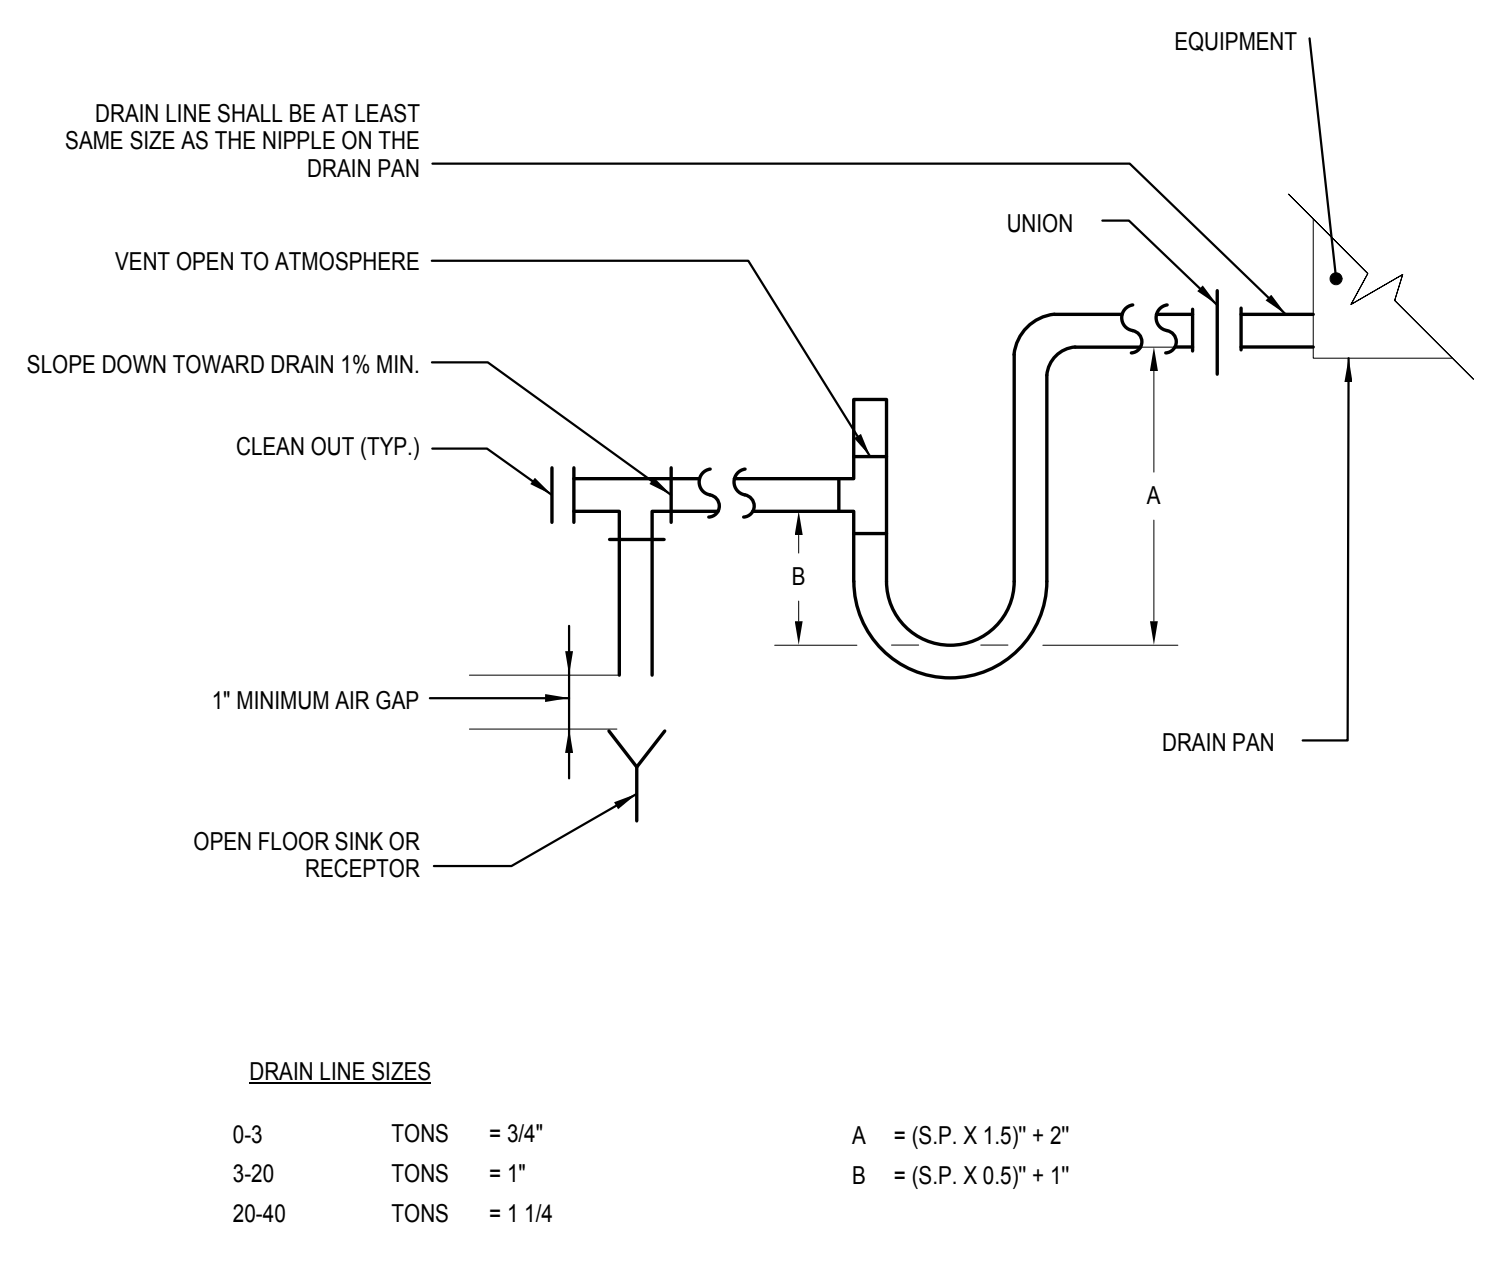 EQUIPMENT
DRAIN LINE SHALL BE AT LEAST
SAME SIZE AS THE NIPPLE ON THE
DRAIN PAN
UNION
VENT OPEN TO ATMOSPHERE
SLOPE DOWN TOWARD DRAIN 1% MIN.
CLEAN OUT (TYP.)
A
B
1" MINIMUM AIR GAP
DRAIN PAN
OPEN FLOOR SINK OR
RECEPTOR
DRAIN LINE SIZES
0-3 TONS = 3/4"
3-20 TONS = 1"
20-40 TONS = 1 1/4
A = (S.P. X 1.5)" + 2"
B = (S.P. X 0.5)" + 1"